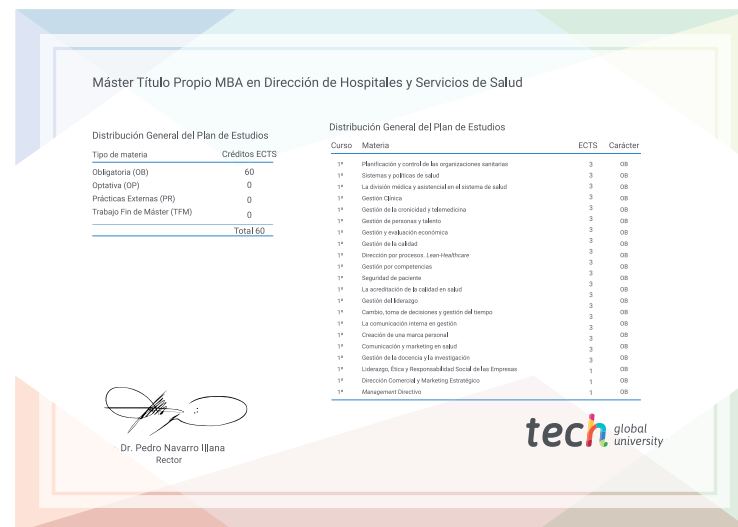 Máster Título Propio MBA en Dirección de Hospitales y Servicios de Salud
Distribución General del Plan de Estudios
Tipo de materia Créditos ECTS
Obligatoria (OB) 60
Optativa (OP) 0
Prácticas Externas (PR) 0
Trabajo Fin de Máster (TFM) 0
Total 60
Distribución General del Plan de Estudios
Curso Materia ECTS Carácter
1º Planificación y control de las organizaciones sanitarias 3 OB
1º Sistemas y políticas de salud 3 OB
1º La división médica y asistencial en el sistema de salud 3 OB
1º Gestión Clínica 3 OB
1º Gestión de la cronicidad y telemedicina 3 OB
1º Gestión de personas y talento 3 OB
1º Gestión y evaluación económica 3 OB
1º Gestión de la calidad 3 OB
1º Dirección por procesos. Lean-Healthcare 3 OB
1º Gestión por competencias 3 OB
1º Seguridad de paciente 3 OB
1º La acreditación de la calidad en salud 3 OB
1º Gestión del liderazgo 3 OB
1º Cambio, toma de decisiones y gestión del tiempo 3 OB
1º La comunicación interna en gestión 3 OB
1º Creación de una marca personal 3 OB
1º Comunicación y marketing en salud 3 OB
1º Gestión de la docencia y la investigación 3 OB
1º Liderazgo, Ética y Responsabilidad Social de las Empresas 1 OB
1º Dirección Comercial y Marketing Estratégico 1 OB
1º Management Directivo 1 OB
Dr. Pedro Navarro Illana
Rector
tech global
university